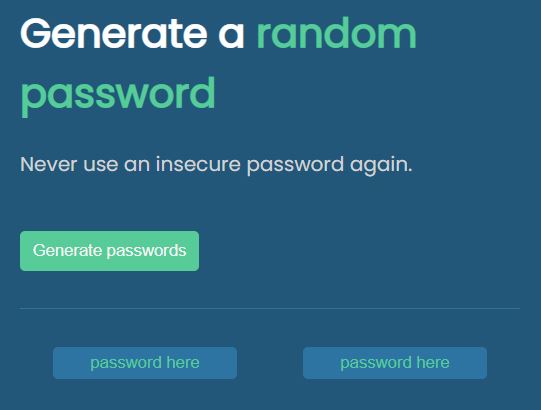 Generate a random
password
Never use an insecure password again.
Generate passwords
password here
password here